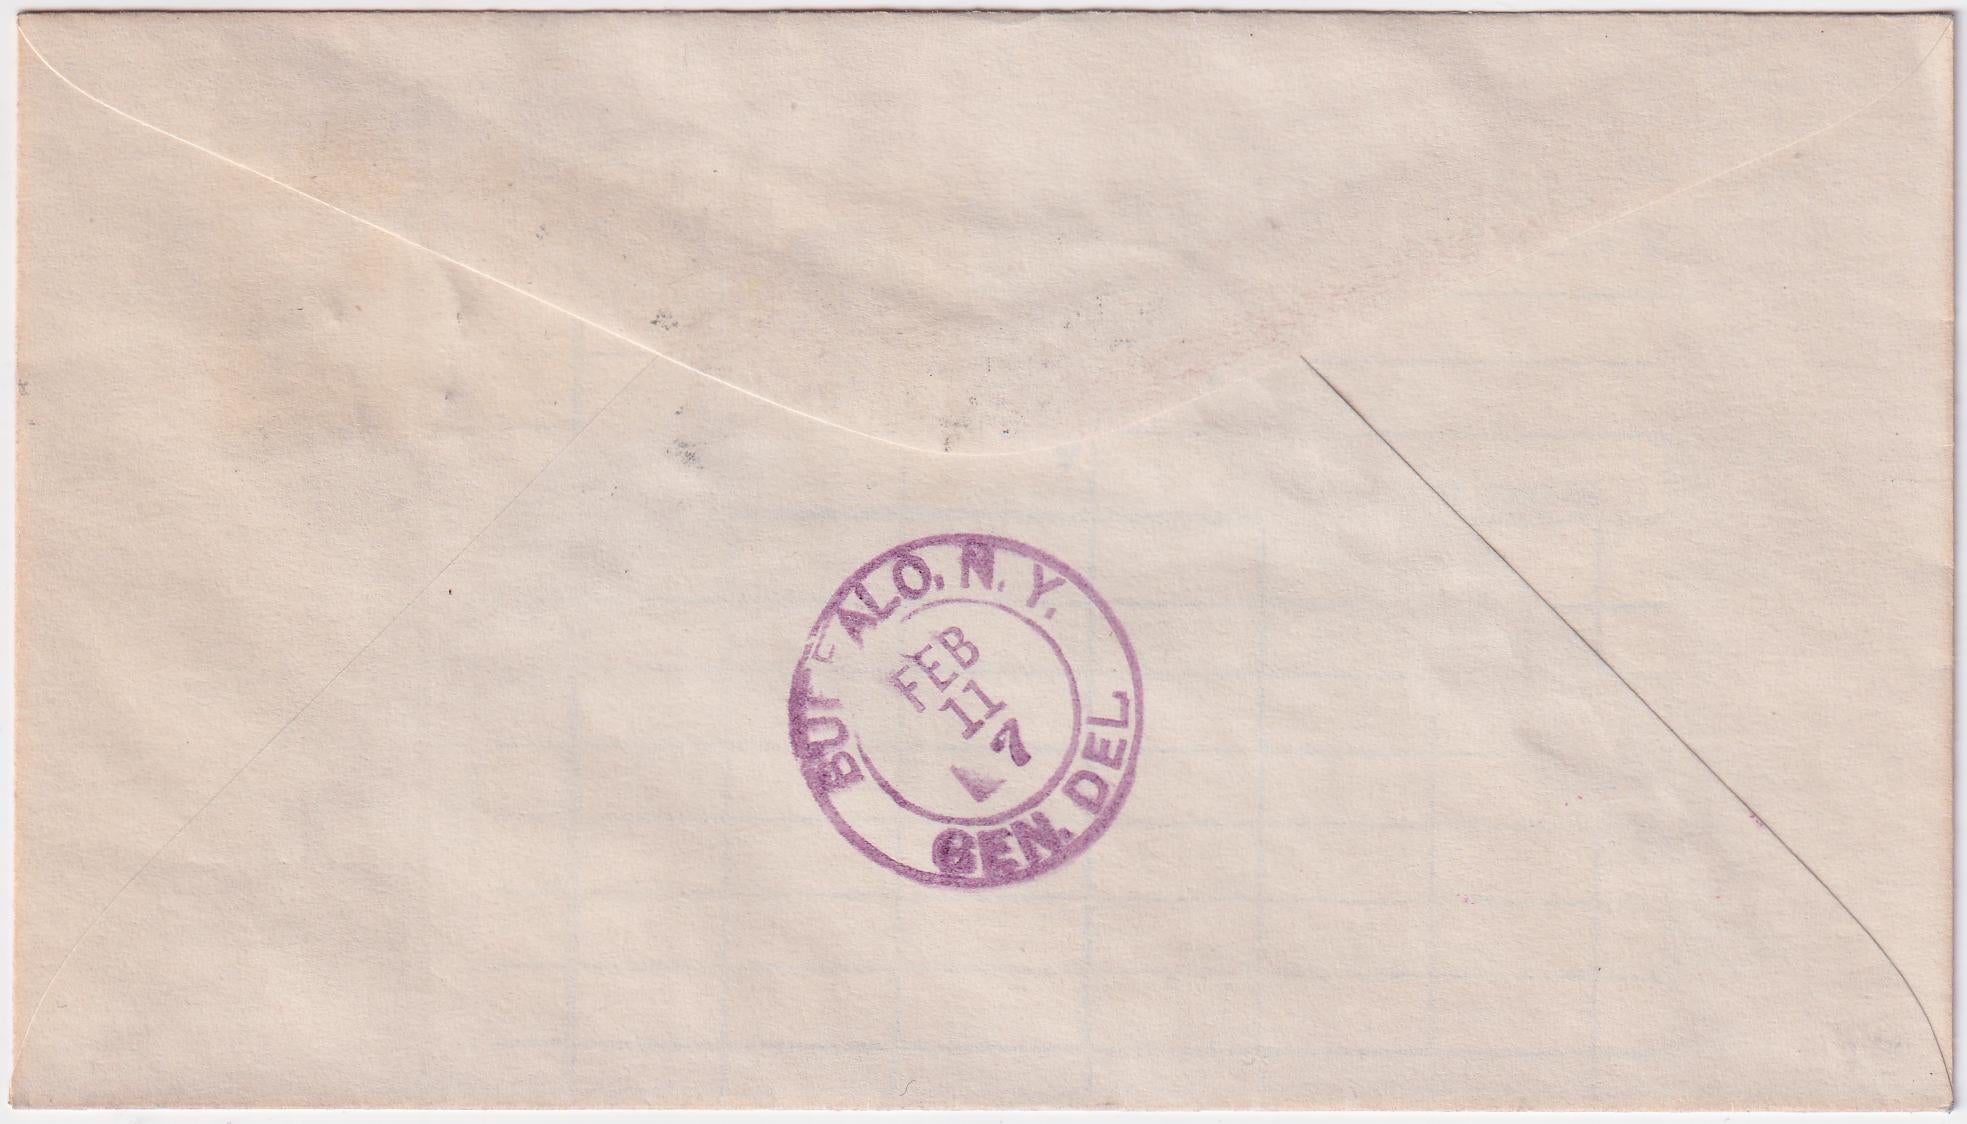 BUFFALO, N. Y.
FEB
11
7
GEN. DEL.